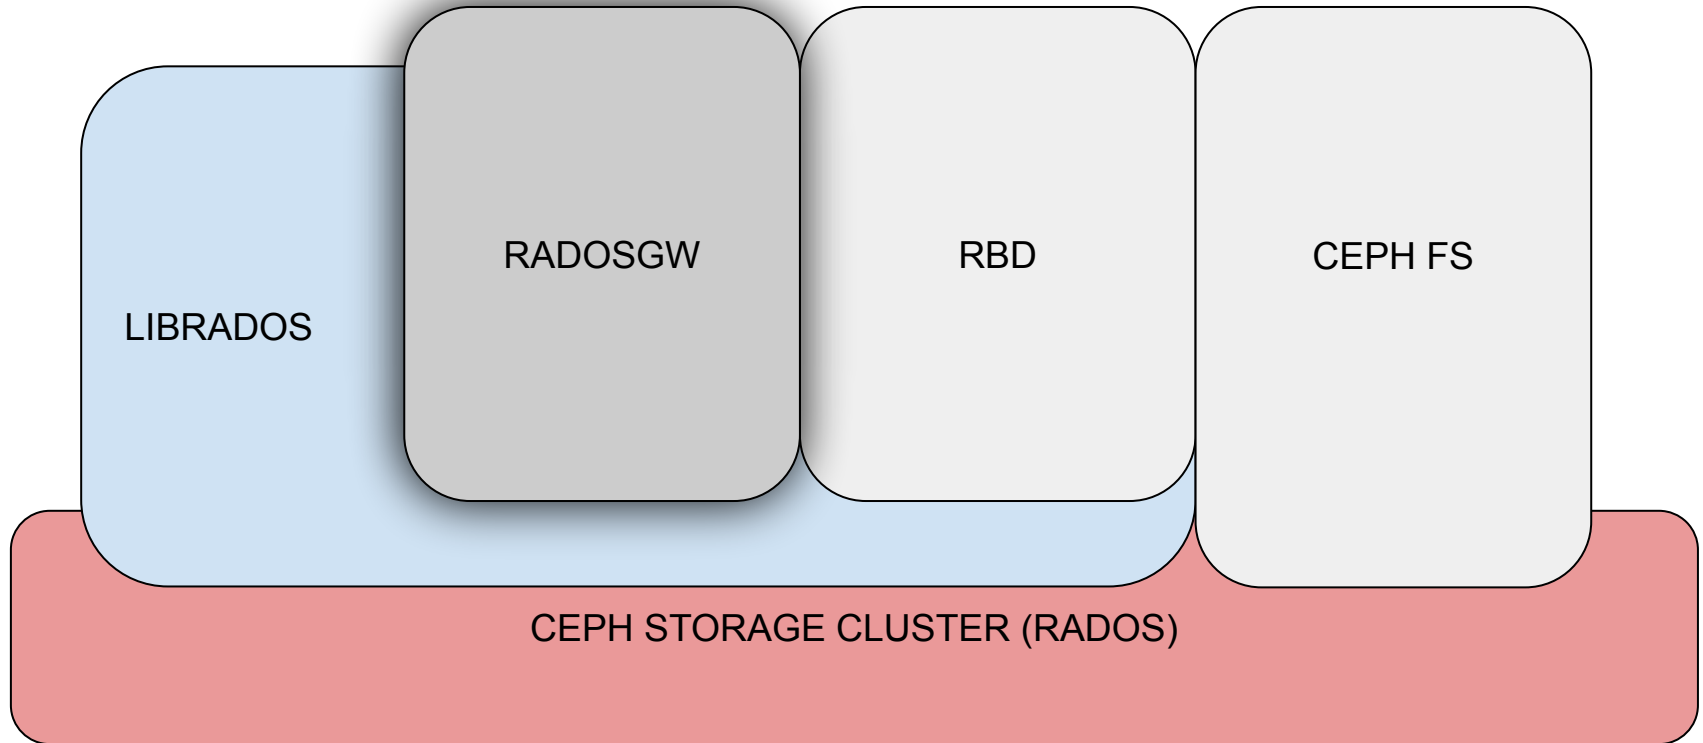 RADOSGW
RBD
CEPH FS
LIBRADOS
CEPH STORAGE CLUSTER (RADOS)